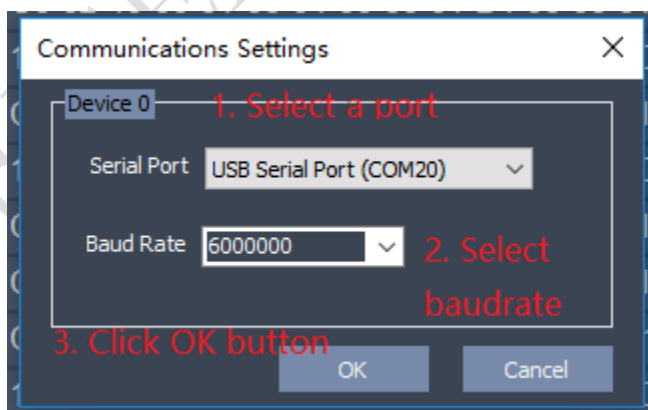 Communications Settings
Device 0
1. Select a port
Serial Port
USB Serial Port (COM20)
Baud Rate
6000000
2. Select
baudrate
3. Click OK button
OK
Cancel